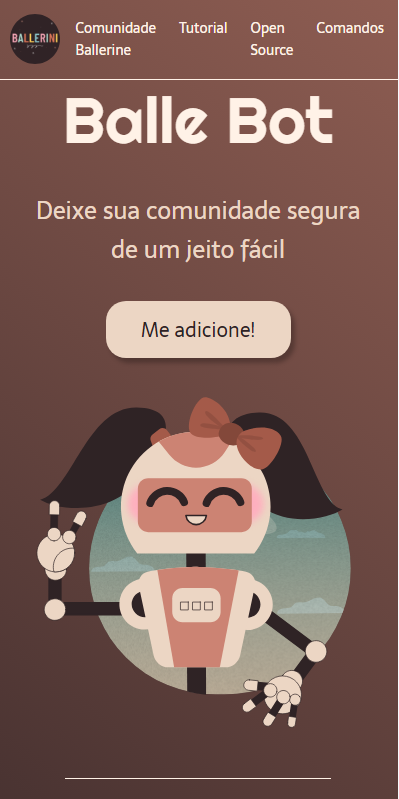 BALLERINI
Comunidade Ballerine
Tutorial
Open Source
Comandos
Balle Bot
Deixe sua comunidade segura
de um jeito fácil
Me adicione!